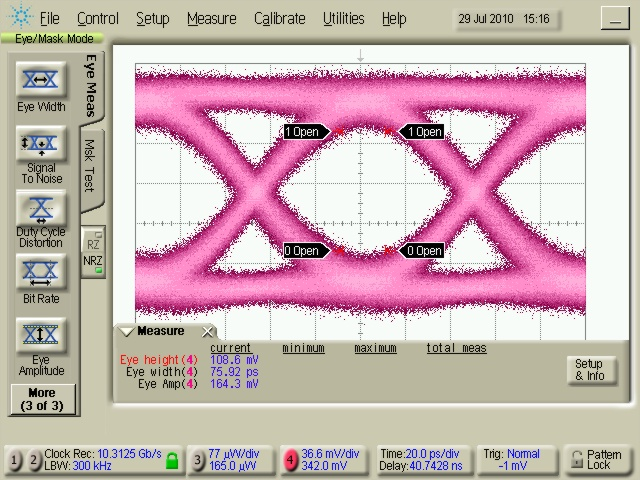 File Control Setup Measure Calibrate Utilities Help 29 Jul 2010 15:16
Eye/Mask Mode
Eye Meas
Msk Test
Eye Width
Signal
To Noise
Duty Cycle
Distortion
Bit Rate
Eye
Amplitude
More
(3 of 3)
RZ
NRZ
1 Open 1 Open
0 Open 0 Open
Measure
current minimum maximum total meas
Eye height(4) 108.6 mV
Eye width(4) 75.92 ps
Eye Amp(4) 164.3 mV
Setup
& Info
1 2 Clock Rec: 10.3125 Gb/s
LBW: 300 kHz
3 77 µW/div
165.0 µW
4 36.6 mV/div
342.0 mV
Time:20.0 ps/div
Delay:40.7428 ns
Trig: Normal
-1 mV
Pattern
Lock